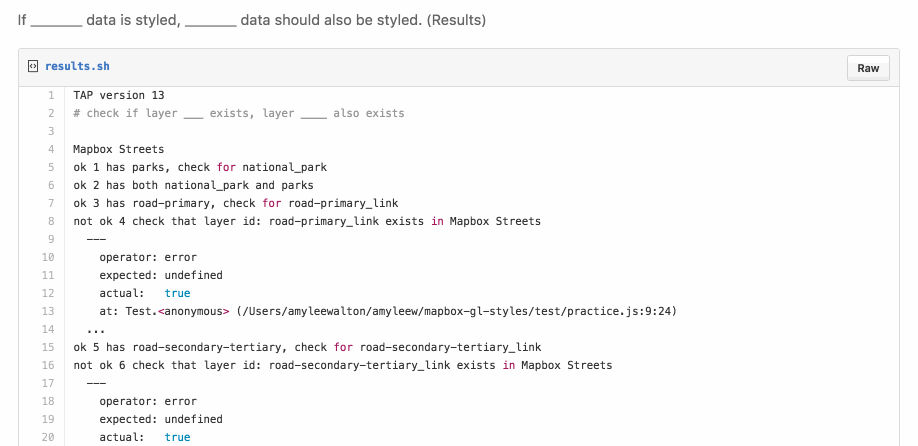 If _______ data is styled, _______ data should also be styled. (Results)
results.sh
Raw
1 TAP version 13
2 # check if layer ___ exists, layer ____ also exists
3
4 Mapbox Streets
5 ok 1 has parks, check for national_park
6 ok 2 has both national_park and parks
7 ok 3 has road-primary, check for road-primary_link
8 not ok 4 check that layer id: road-primary_link exists in Mapbox Streets
9 ---
10 operator: error
11 expected: undefined
12 actual: true
13 at: Test.<anonymous> (/Users/amyleewalton/amyleew/mapbox-gl-styles/test/practice.js:9:24)
14 ...
15 ok 5 has road-secondary-tertiary, check for road-secondary-tertiary_link
16 not ok 6 check that layer id: road-secondary-tertiary_link exists in Mapbox Streets
17 ---
18 operator: error
19 expected: undefined
20 actual: true